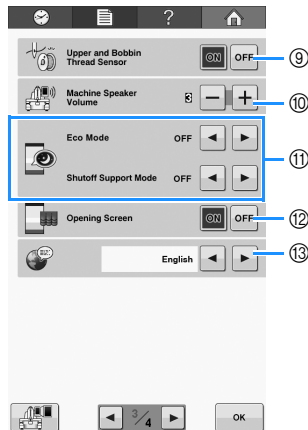 ?
Upper and Bobbin
Thread Sensor
ON OFF ⑨
Machine Speaker
Volume
3 − + ⑩
Eco Mode OFF ◀ ▶
⑪
Shutoff Support Mode OFF ◀ ▶
Opening Screen ON OFF ⑫
English ◀ ▶ ⑬
◀ 3/4 ▶ OK